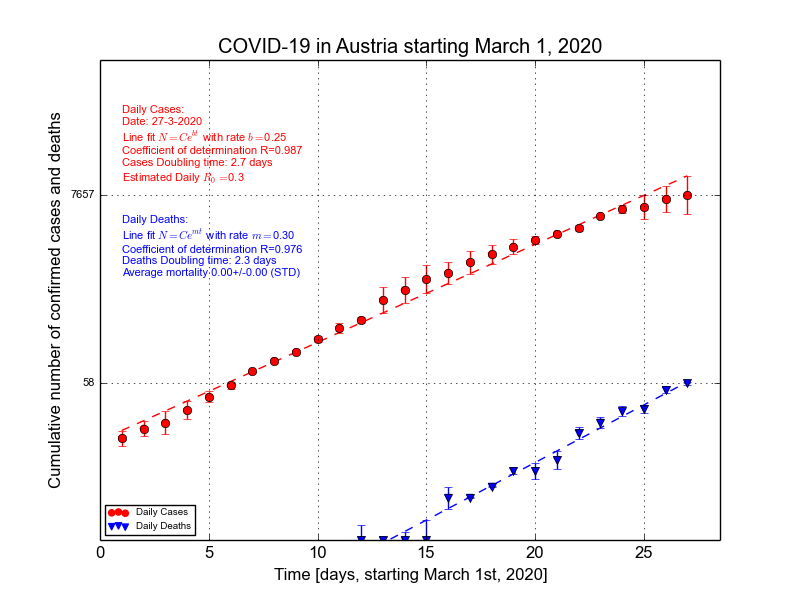 COVID-19 in Austria starting March 1, 2020
Daily Cases:
Date: 27-3-2020
Line fit N=Ce^{bt} with rate b=0.25
Coefficient of determination R=0.987
Cases Doubling time: 2.7 days
Estimated Daily R_0=0.3
Daily Deaths:
Line fit N=Ce^{mt} with rate m=0.30
Coefficient of determination R=0.976
Deaths Doubling time: 2.3 days
Average mortality 0.00+/-0.00 (STD)
Cumulative number of confirmed cases and deaths
7657
58
Daily Cases
Daily Deaths
0 5 10 15 20 25
Time [days, starting March 1st, 2020]